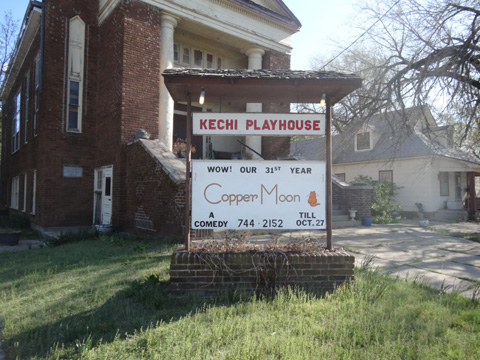 KECHI PLAYHOUSE
WOW! OUR 31ST YEAR
Copper Moon
A COMEDY 744-2152 TILL OCT. 27